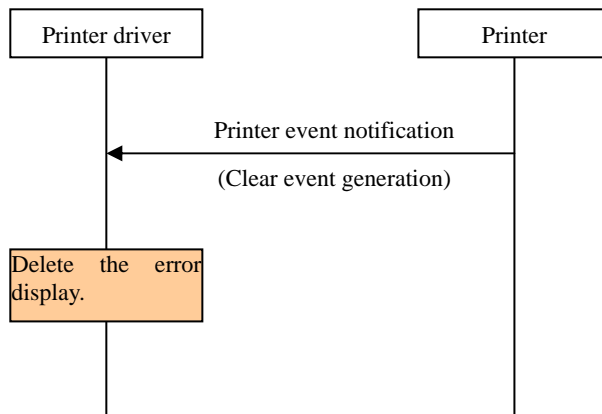 Printer driver
Printer
Printer event notification
(Clear event generation)
Delete the error
display.